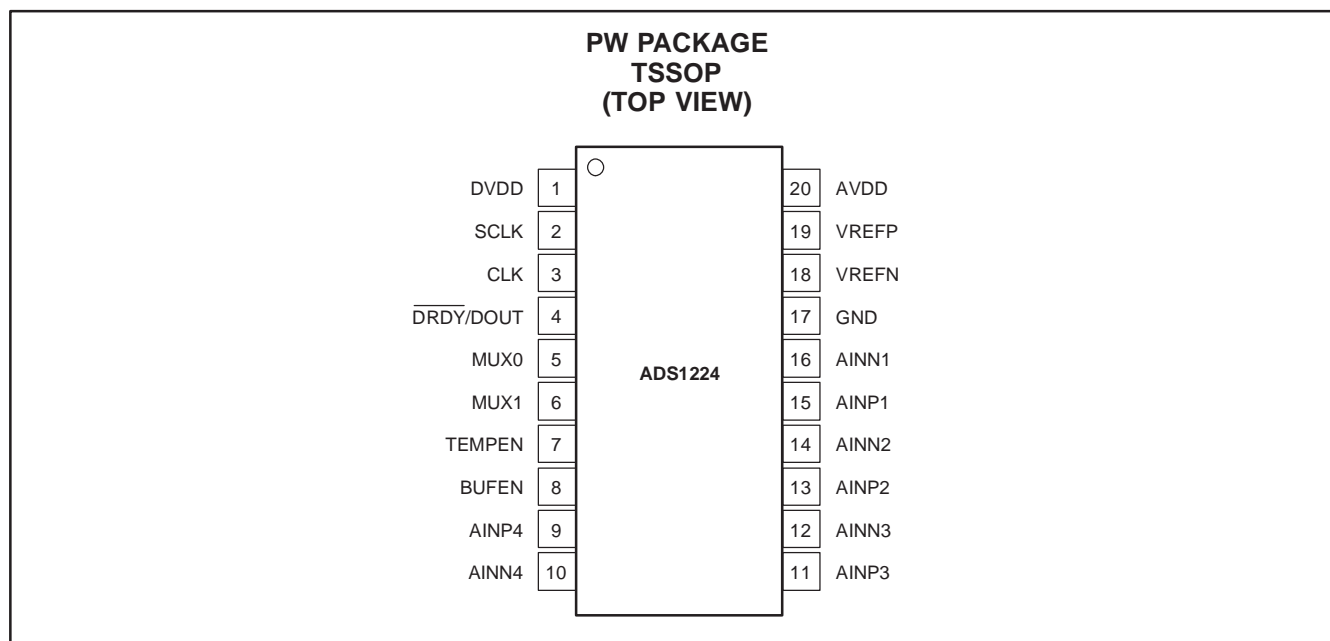 PW PACKAGE
TSSOP
(TOP VIEW)
DVDD 1 20 AVDD
SCLK 2 19 VREFP
CLK 3 18 VREFN
D̅R̅D̅Y̅/DOUT 4 17 GND
MUX0 5 16 AINN1
ADS1224
MUX1 6 15 AINP1
TEMPEN 7 14 AINN2
BUFEN 8 13 AINP2
AINP4 9 12 AINN3
AINN4 10 11 AINP3